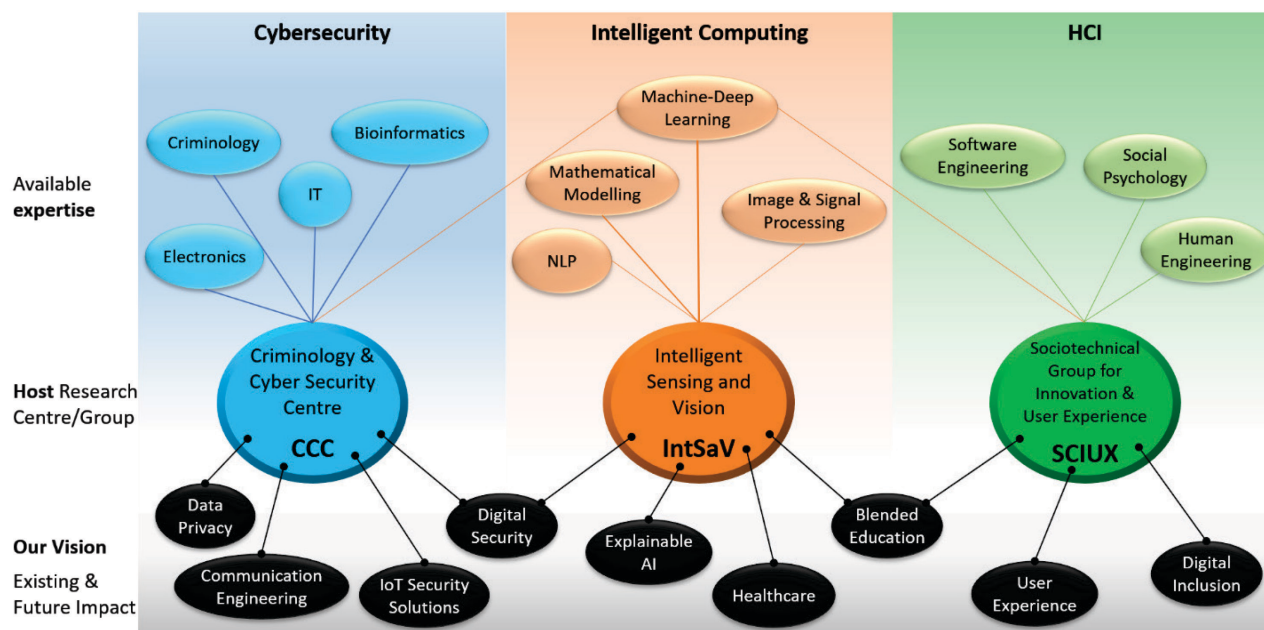 Cybersecurity
Intelligent Computing
HCI
Available
expertise
Criminology
Bioinformatics
IT
Electronics
Machine-Deep
Learning
Mathematical
Modelling
Image & Signal
Processing
NLP
Software
Engineering
Social
Psychology
Human
Engineering
Host Research
Centre/Group
Criminology &
Cyber Security
Centre
CCC
Intelligent
Sensing and
Vision
IntSaV
Sociotechnical
Group for
Innovation &
User Experience
SCIUX
Our Vision
Existing &
Future Impact
Data
Privacy
Communication
Engineering
IoT Security
Solutions
Digital
Security
Explainable
AI
Healthcare
Blended
Education
User
Experience
Digital
Inclusion